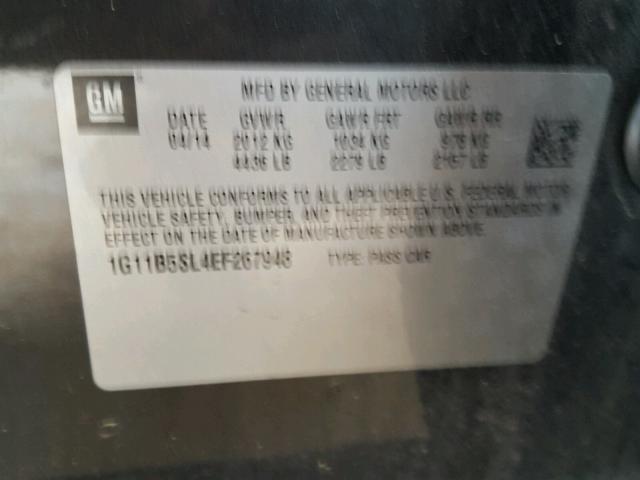 GM
MFD BY GENERAL MOTORS LLC
DATE GVWR GAWR FRT GAWR RR
04/14 2012 KG 1034 KG 978 KG
4436 LB 2279 LB 2157 LB
THIS VEHICLE CONFORMS TO ALL APPLICABLE U.S. FEDERAL MOTOR
VEHICLE SAFETY, BUMPER, AND THEFT PREVENTION STANDARDS IN
EFFECT ON THE DATE OF MANUFACTURE SHOWN ABOVE.
1G11B5SL4EF267948 TYPE: PASS CAR